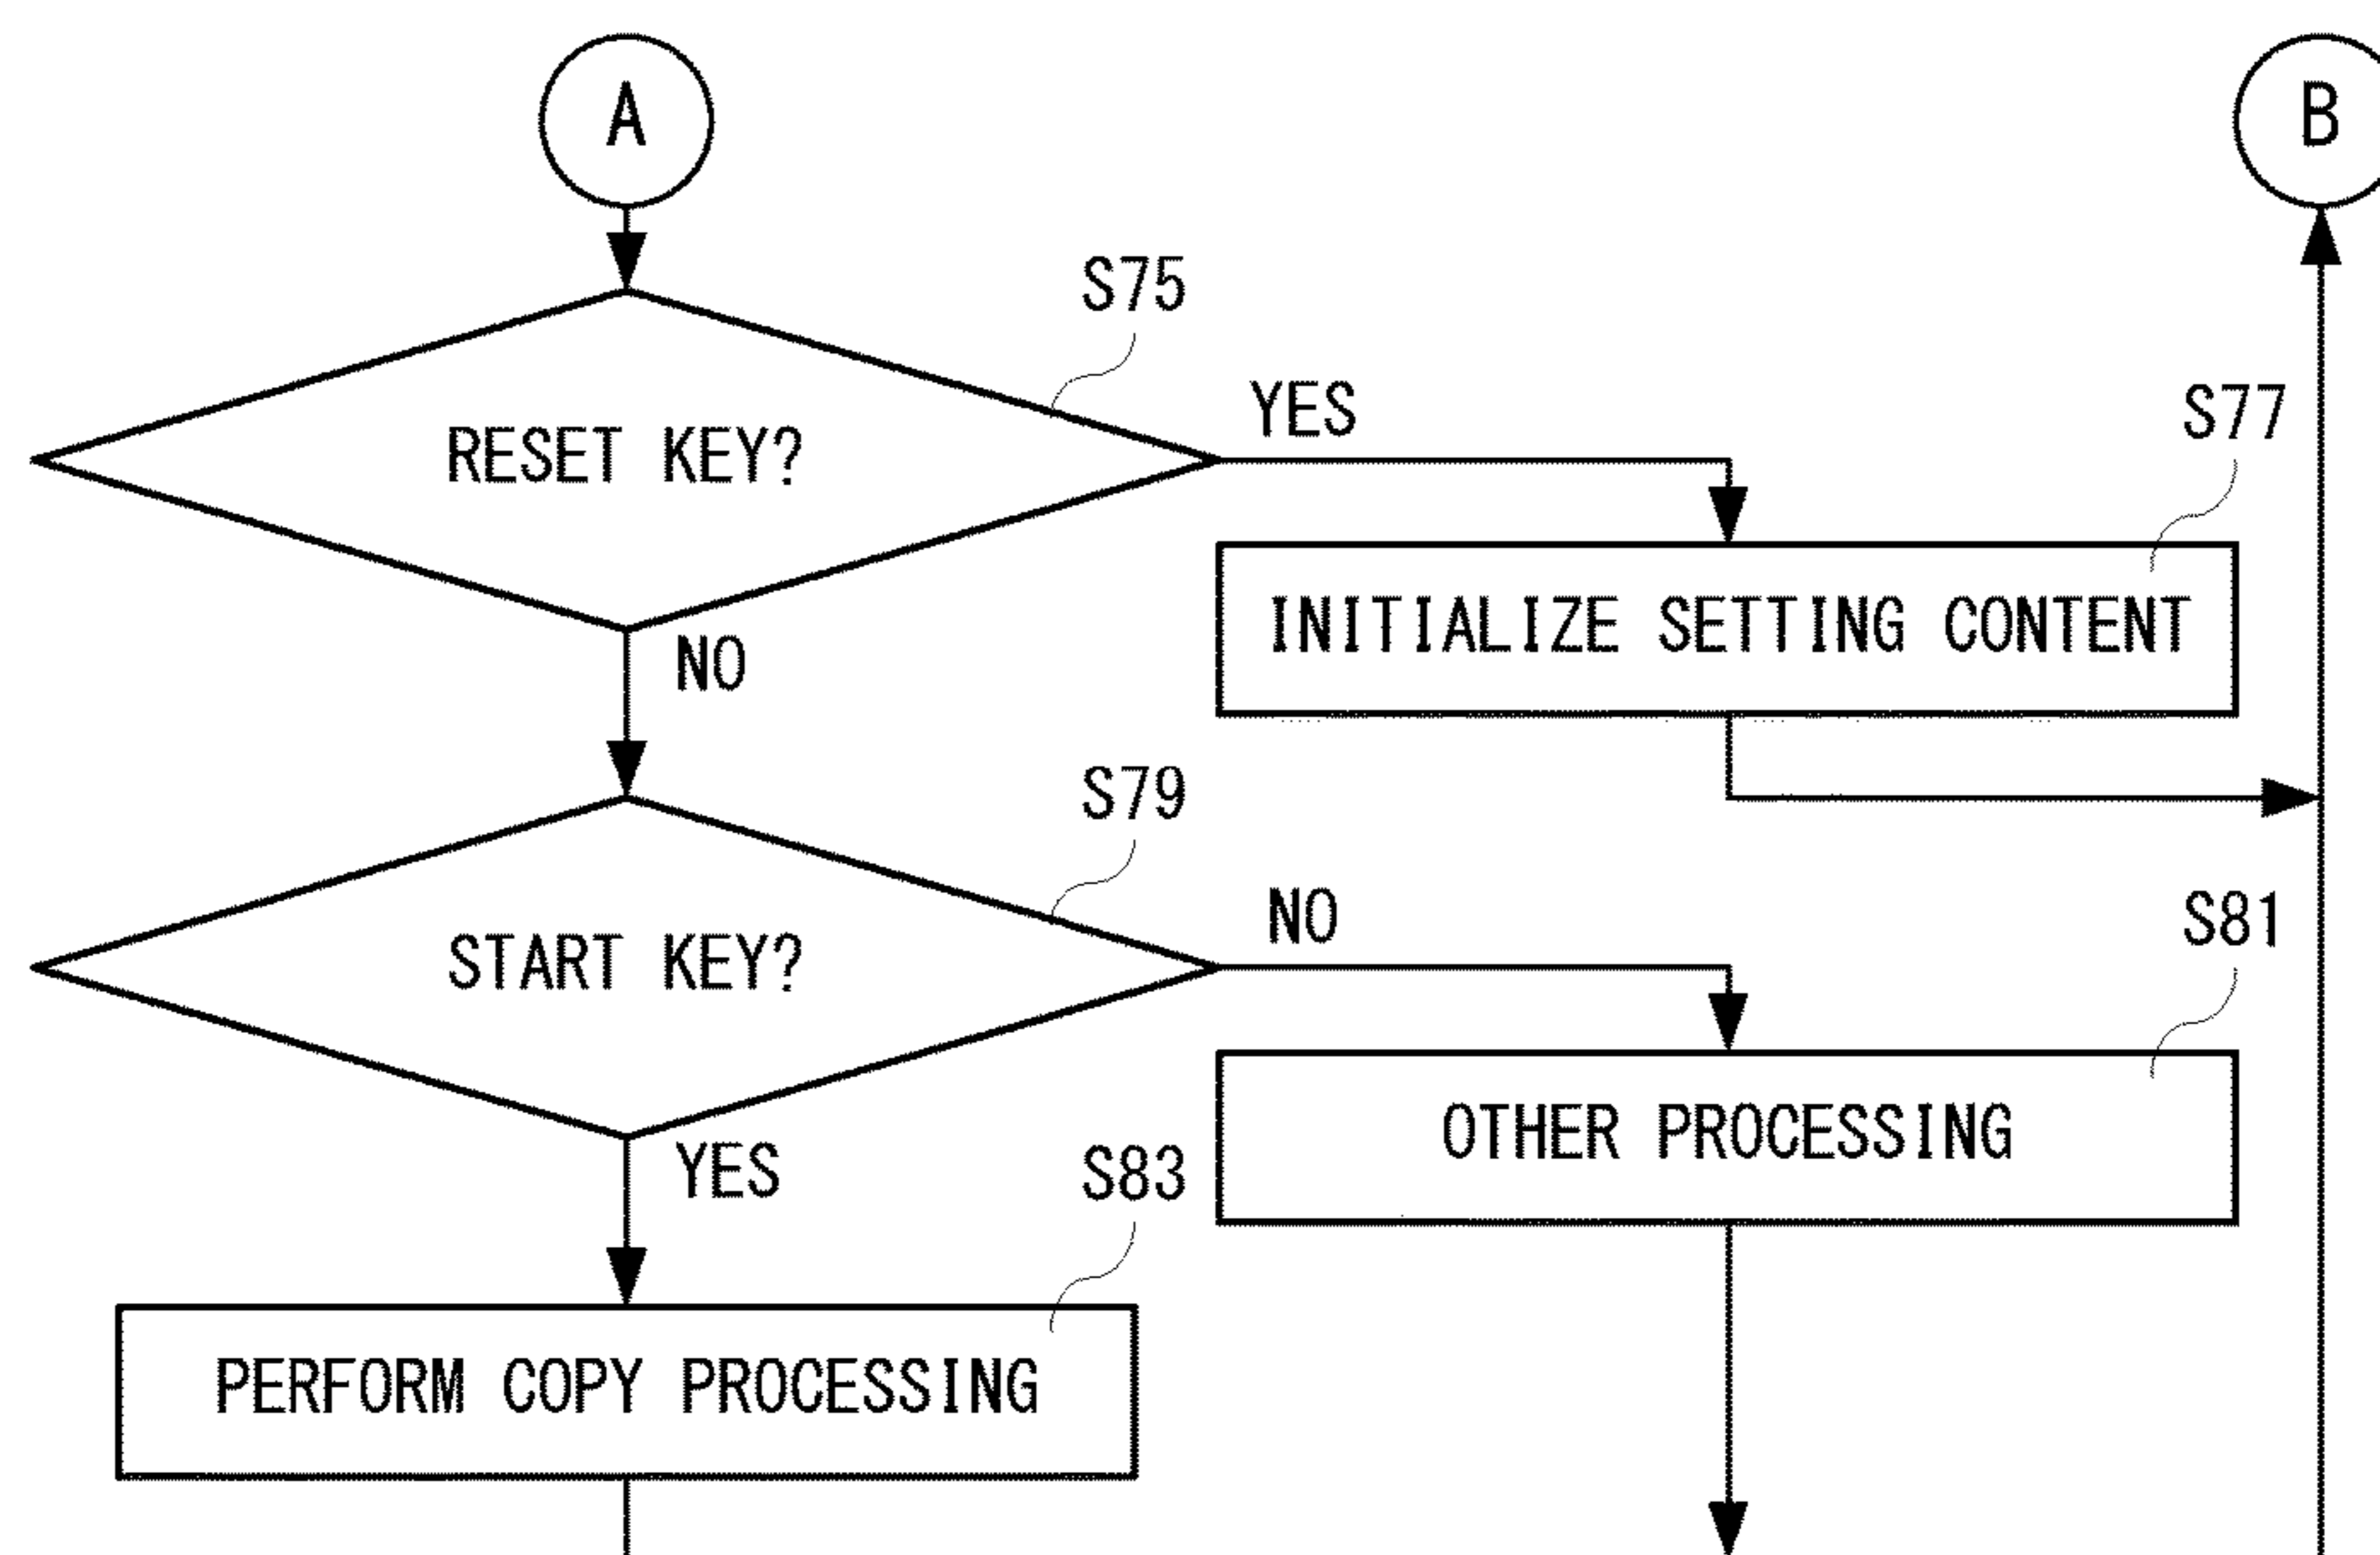 A
B
S75
RESET KEY?
YES
S77
INITIALIZE SETTING CONTENT
NO
S79
START KEY?
NO
S81
OTHER PROCESSING
YES
S83
PERFORM COPY PROCESSING